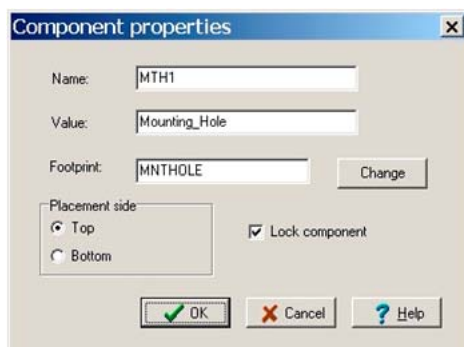 Component properties
Name: MTH1
Value: Mounting_Hole
Footprint: MNTHOLE Change
Placement side
Top
Lock component
Bottom
OK Cancel Help